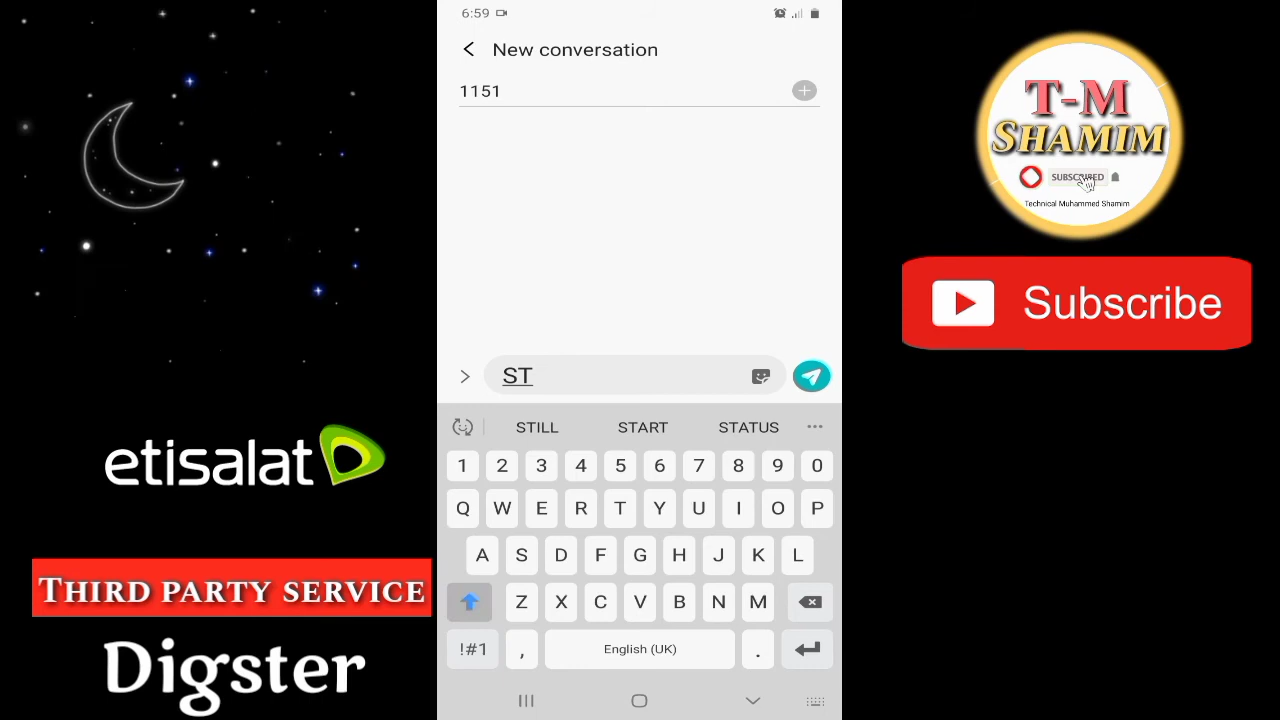 6:59
New conversation
1151
ST
STILL START STATUS
1 2 3 4 5 6 7 8 9 0
Q W E R T Y U I O P
A S D F G H J K L
Z X C V B N M
!#1 , English (UK) .
etisalat
THIRD PARTY SERVICE
Digster
T-M
SHAMIM
SUBSCRIBED
Technical Muhammed Shamim
Subscribe